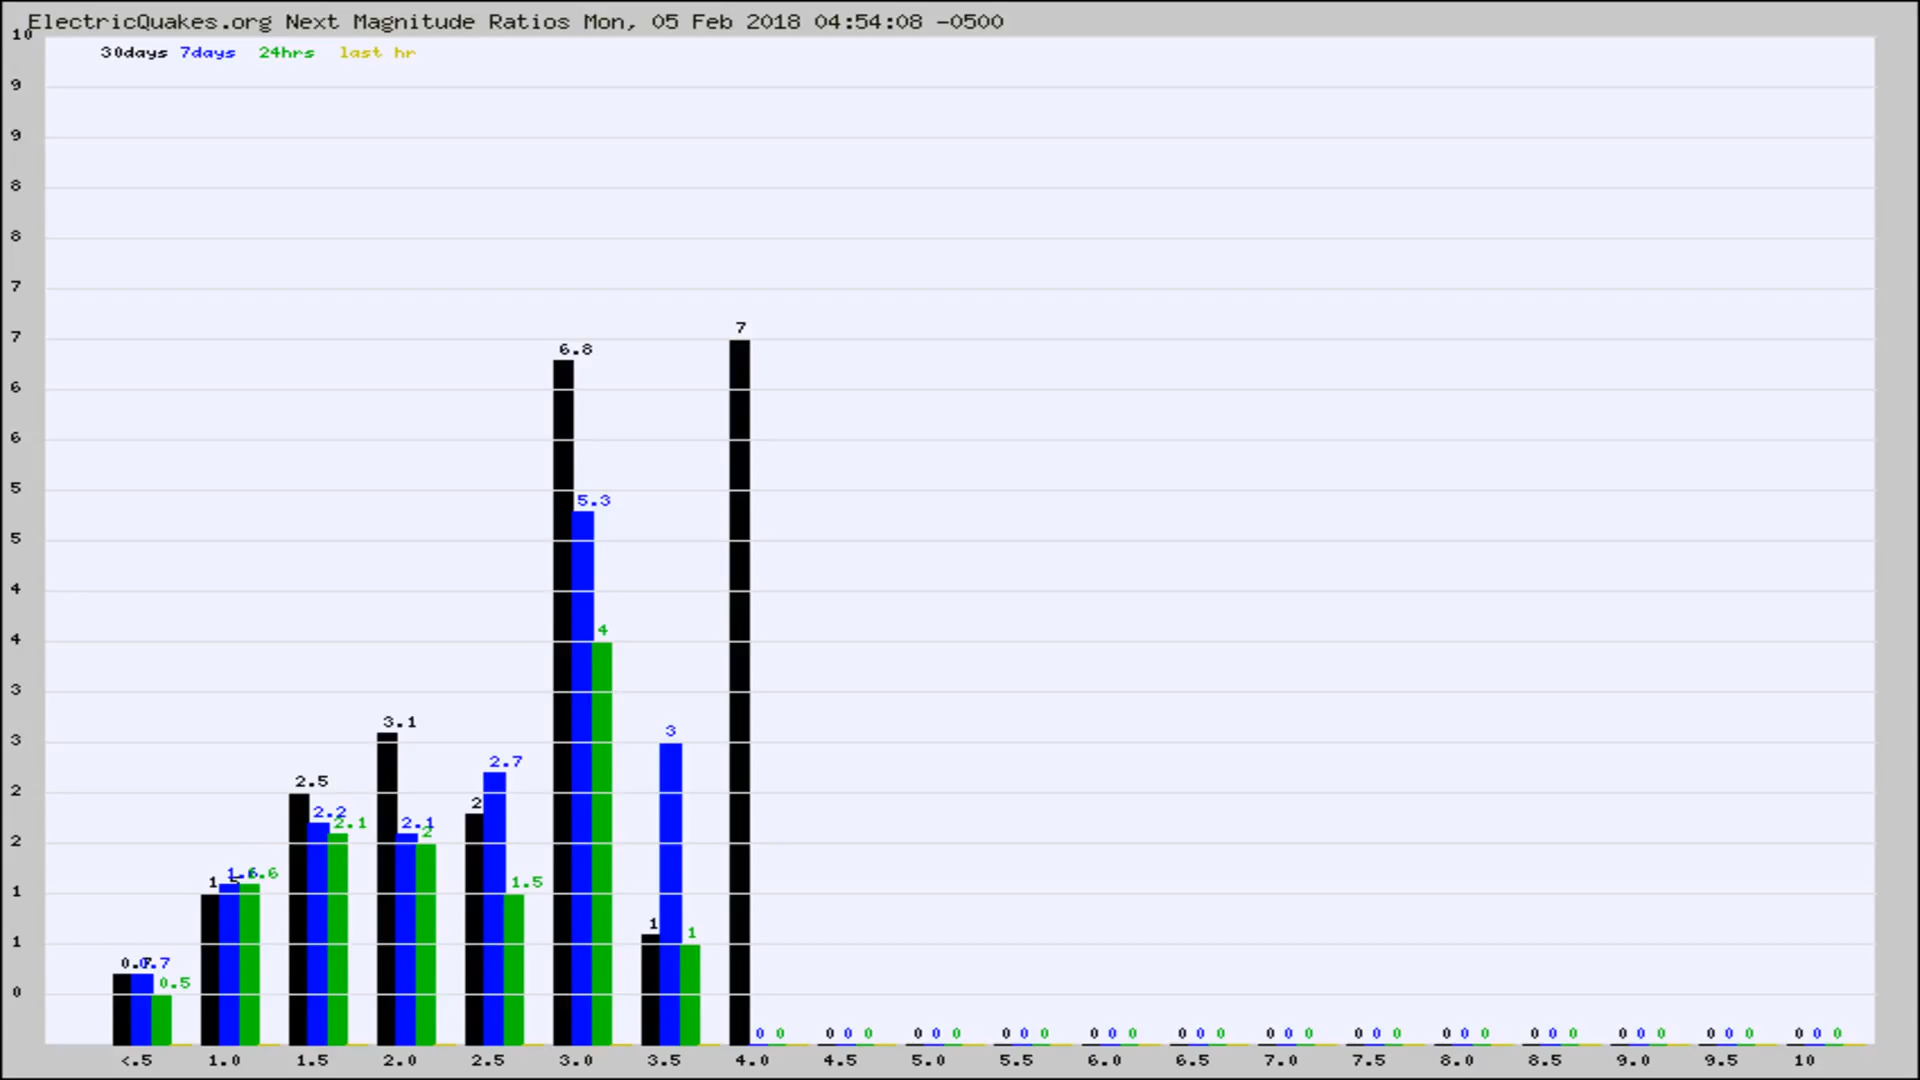 ElectricQuakes.org Next Magnitude Ratios Mon, 05 Feb 2018 04:54:08 -0500
10
30days 7days 24hrs last hr
9
9
8
8
7
7
7
6.8
6
6
5
5.3
5
4
4
4
3
3.1
3
3
2.5
2.7
2
2
2.2
2.1
2.1
2
2
1
1.6
1.6
1.5
1
1
1
0.7
0.7
0.5
0
0 0
0 0 0
0 0 0
0 0 0
0 0 0
0 0 0
0 0 0
0 0 0
0 0 0
0 0 0
0 0 0
0 0 0
0 0 0
<.5 1.0 1.5 2.0 2.5 3.0 3.5 4.0 4.5 5.0 5.5 6.0 6.5 7.0 7.5 8.0 8.5 9.0 9.5 10